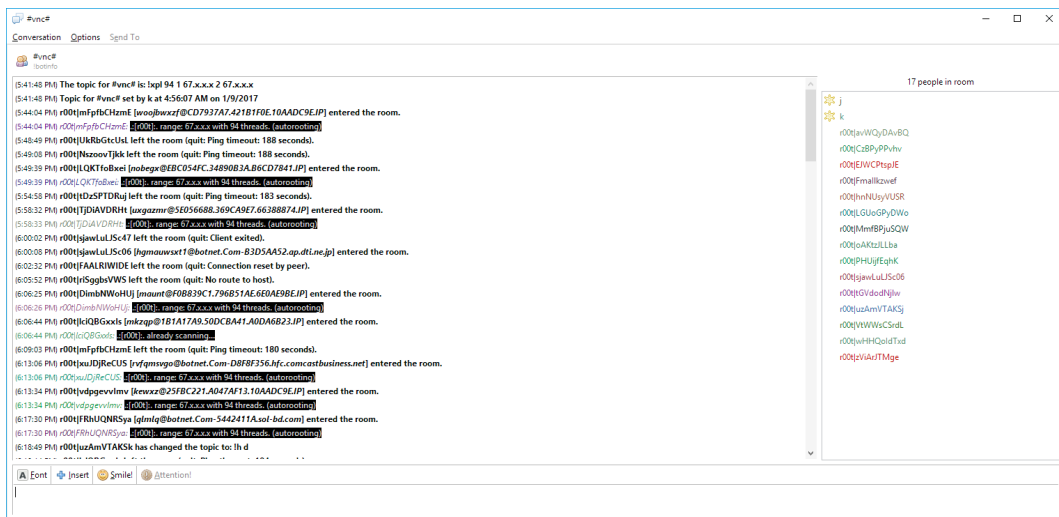 #vnc#
Conversation Options Send To
#vnc#
!botinfo
(5:41:48 PM) The topic for #vnc# is: !xpl 94 1 67.x.x.x 2 67.x.x.x
(5:41:48 PM) Topic for #vnc# set by k at 4:56:07 AM on 1/9/2017
(5:44:04 PM) r00t|mFpfbCHzmE [woojbwxzf@CD7937A7.421B1F0E.10AADC9E.IP] entered the room.
(5:44:04 PM) r00t|mFpfbCHzmE: .:[r00t]:. range: 67.x.x.x with 94 threads. (autorooting)
(5:48:49 PM) r00t|UkRbGtcUsL left the room (quit: Ping timeout: 188 seconds).
(5:49:08 PM) r00t|NszoovTjkk left the room (quit: Ping timeout: 188 seconds).
(5:49:39 PM) r00t|LQKTfoBxei [nobegx@EBC054FC.34890B3A.B6CD7841.IP] entered the room.
(5:49:39 PM) r00t|LQKTfoBxei: .:[r00t]:. range: 67.x.x.x with 94 threads. (autorooting)
(5:54:58 PM) r00t|tDzSPTDRuj left the room (quit: Ping timeout: 183 seconds).
(5:58:32 PM) r00t|TjDiAVDRHt [uxgazmr@5E056688.369CA9E7.66388874.IP] entered the room.
(5:58:33 PM) r00t|TjDiAVDRHt: .:[r00t]:. range: 67.x.x.x with 94 threads. (autorooting)
(6:00:02 PM) r00t|sjawLuLJSc47 left the room (quit: Client exited).
(6:00:08 PM) r00t|sjawLuLJSc06 [hgmauwsxt1@botnet.Com-B3D5AA52.ap.dti.ne.jp] entered the room.
(6:02:32 PM) r00t|FAALRIWIDE left the room (quit: Connection reset by peer).
(6:05:52 PM) r00t|riSggbsVWS left the room (quit: No route to host).
(6:06:25 PM) r00t|DimbNWoHUj [maunt@F0B839C1.796B51AE.6E0AE9BE.IP] entered the room.
(6:06:26 PM) r00t|DimbNWoHUj: .:[r00t]:. range: 67.x.x.x with 94 threads. (autorooting)
(6:06:44 PM) r00t|lciQBGxxls [mkzqp@1B1A17A9.50DCBA41.A0DA6B23.IP] entered the room.
(6:06:44 PM) r00t|lciQBGxxls: .:[r00t]:. already scanning...
(6:09:03 PM) r00t|mFpfbCHzmE left the room (quit: Ping timeout: 180 seconds).
(6:13:06 PM) r00t|xuJDjReCUS [rvfqmsvgo@botnet.Com-D8F8F356.hfc.comcastbusiness.net] entered the room.
(6:13:06 PM) r00t|xuJDjReCUS: .:[r00t]:. range: 67.x.x.x with 94 threads. (autorooting)
(6:13:34 PM) r00t|vdpgevvlmv [kewxz@25FBC221.A047AF13.10AADC9E.IP] entered the room.
(6:13:34 PM) r00t|vdpgevvlmv: .:[r00t]:. range: 67.x.x.x with 94 threads. (autorooting)
(6:17:30 PM) r00t|FRhUQNRSya [qlmlq@botnet.Com-5442411A.sol-bd.com] entered the room.
(6:17:30 PM) r00t|FRhUQNRSya: .:[r00t]:. range: 67.x.x.x with 94 threads. (autorooting)
(6:18:49 PM) r00t|uzAmVTAKSk has changed the topic to: !h d
17 people in room
j
k
r00t|avWQyDAvBQ
r00t|CzBPyPPvhv
r00t|EJWCPtspJE
r00t|Fmallkzwef
r00t|hnNUsyVUSR
r00t|LGUoGPyDWo
r00t|MmfBPjuSQW
r00t|oAKtzJLLba
r00t|PHUijfEqhK
r00t|sjawLuLJSc06
r00t|tGVdodNjlw
r00t|uzAmVTAKSj
r00t|VtWWsCSrdL
r00t|wHHQoldTxd
r00t|zViArJTMge
Font Insert Smile! Attention!